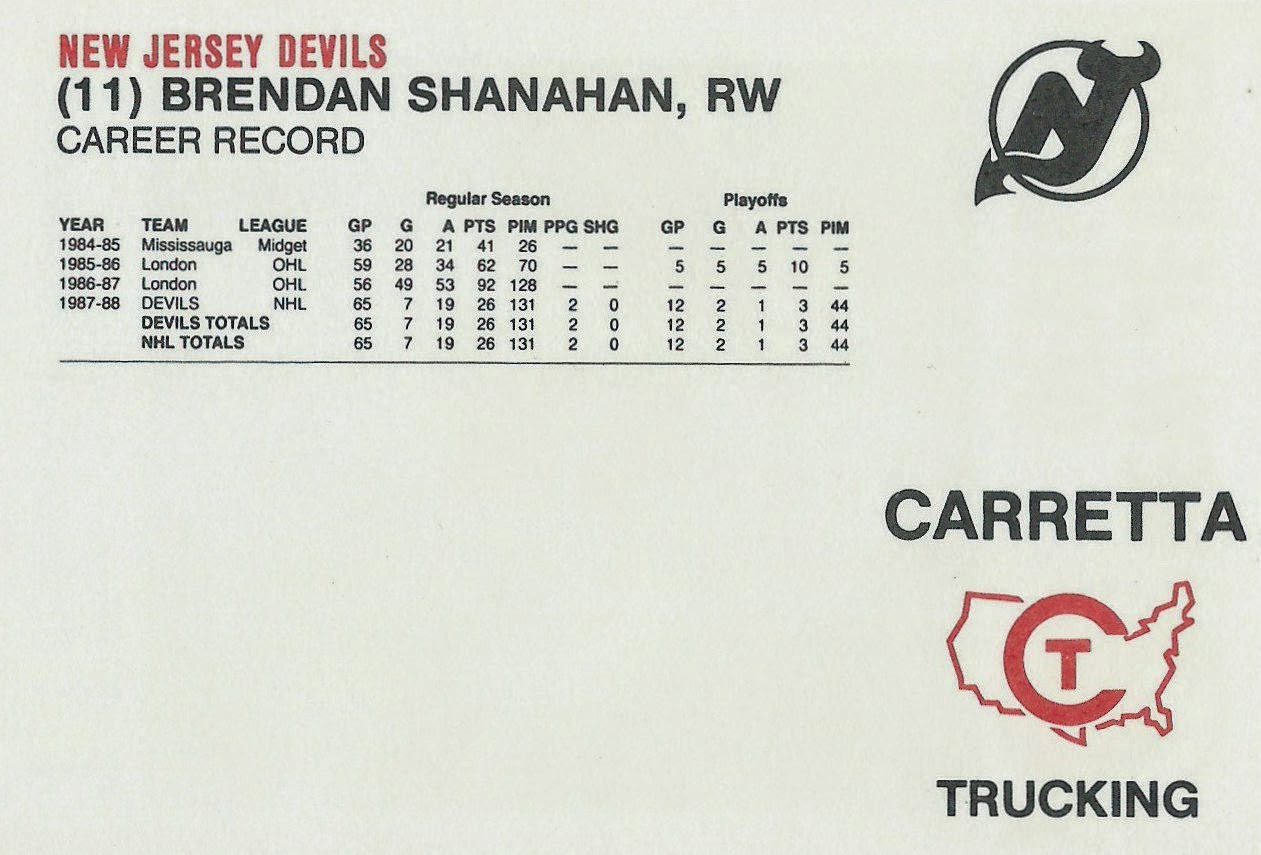 NEW JERSEY DEVILS
(11) BRENDAN SHANAHAN, RW
CAREER RECORD
Regular Season Playoffs
YEAR TEAM LEAGUE GP G A PTS PIM PPG SHG GP G A PTS PIM
1984-85 Mississauga Midget 36 20 21 41 26 — — — — — — —
1985-86 London OHL 59 28 34 62 70 — — 5 5 5 10 5
1986-87 London OHL 56 49 53 92 128 — — — — — — —
1987-88 DEVILS NHL 65 7 19 26 131 2 0 12 2 1 3 44
DEVILS TOTALS 65 7 19 26 131 2 0 12 2 1 3 44
NHL TOTALS 65 7 19 26 131 2 0 12 2 1 3 44
CARRETTA
C T
TRUCKING